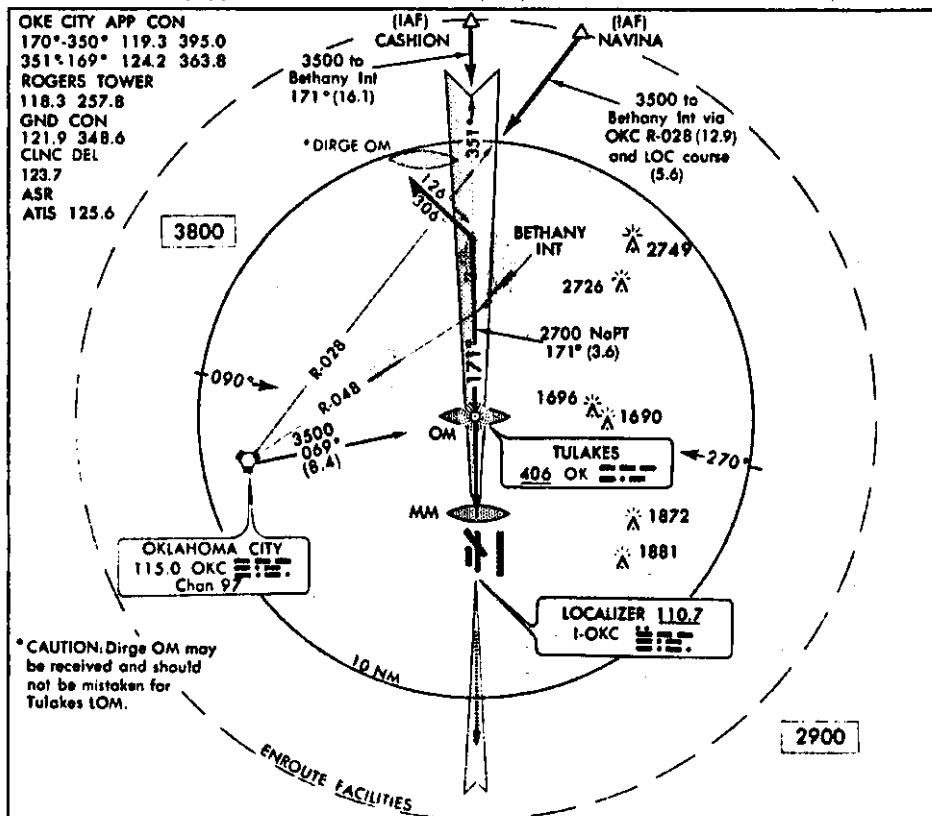 OKE CITY APP CON
170°-350° 119.3 395.0
351°-169° 124.2 363.8
ROGERS TOWER
118.3 257.8
GND CON
121.9 348.6
CLNC DEL
123.7
ASR
ATIS 125.6
(IAF)
CASHION
(IAF)
NAVINA
3500 to
Bethany Int
171° (16.1)
3500 to
Bethany Int via
OKC R-028 (12.9)
and LOC course
(5.6)
*DIRGE OM
351°
126
306
3800
BETHANY
INT
2749
2726
2700 NoPT
171° (3.6)
171°
R-028
R-048
090°
1696
1690
3500
069°
(8.4)
OM
TULAKES
406 OK
270°
MM
1872
1881
OKLAHOMA CITY
115.0 OKC
Chan 97
LOCALIZER 110.7
I-OKC
*CAUTION: Dirge OM may
be received and should
not be mistaken for
Tulakes LOM.
10 NM
2900
ENROUTE FACILITIES